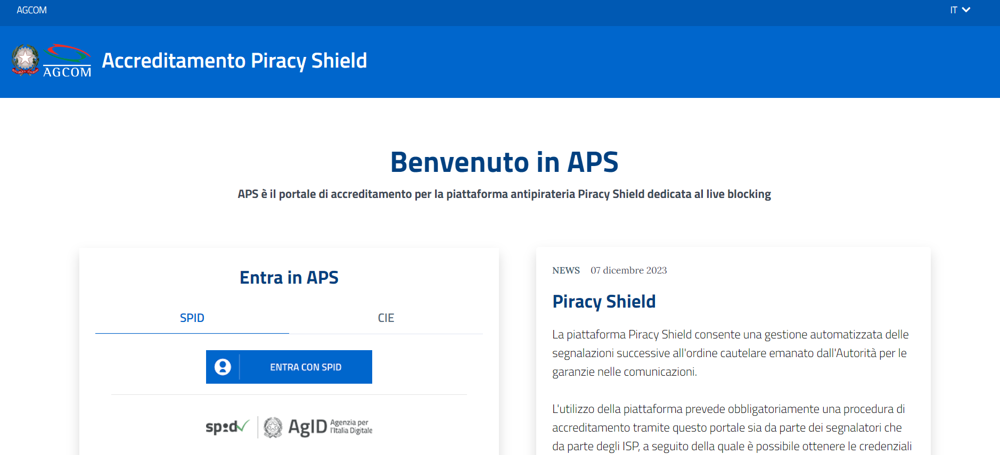 AGCOM
IT
AGCOM
Accreditamento Piracy Shield
Benvenuto in APS
APS è il portale di accreditamento per la piattaforma antipirateria Piracy Shield dedicata al live blocking
Entra in APS
SPID
CIE
ENTRA CON SPID
spid
AgID
Agenzia per
l'Italia Digitale
NEWS 07 dicembre 2023
Piracy Shield
La piattaforma Piracy Shield consente una gestione automatizzata delle
segnalazioni successive all'ordine cautelare emanato dall'Autorità per le
garanzie nelle comunicazioni.
L'utilizzo della piattaforma prevede obbligatoriamente una procedura di
accreditamento tramite questo portale sia da parte dei segnalatori che
da parte degli ISP, a seguito della quale è possibile ottenere le credenziali